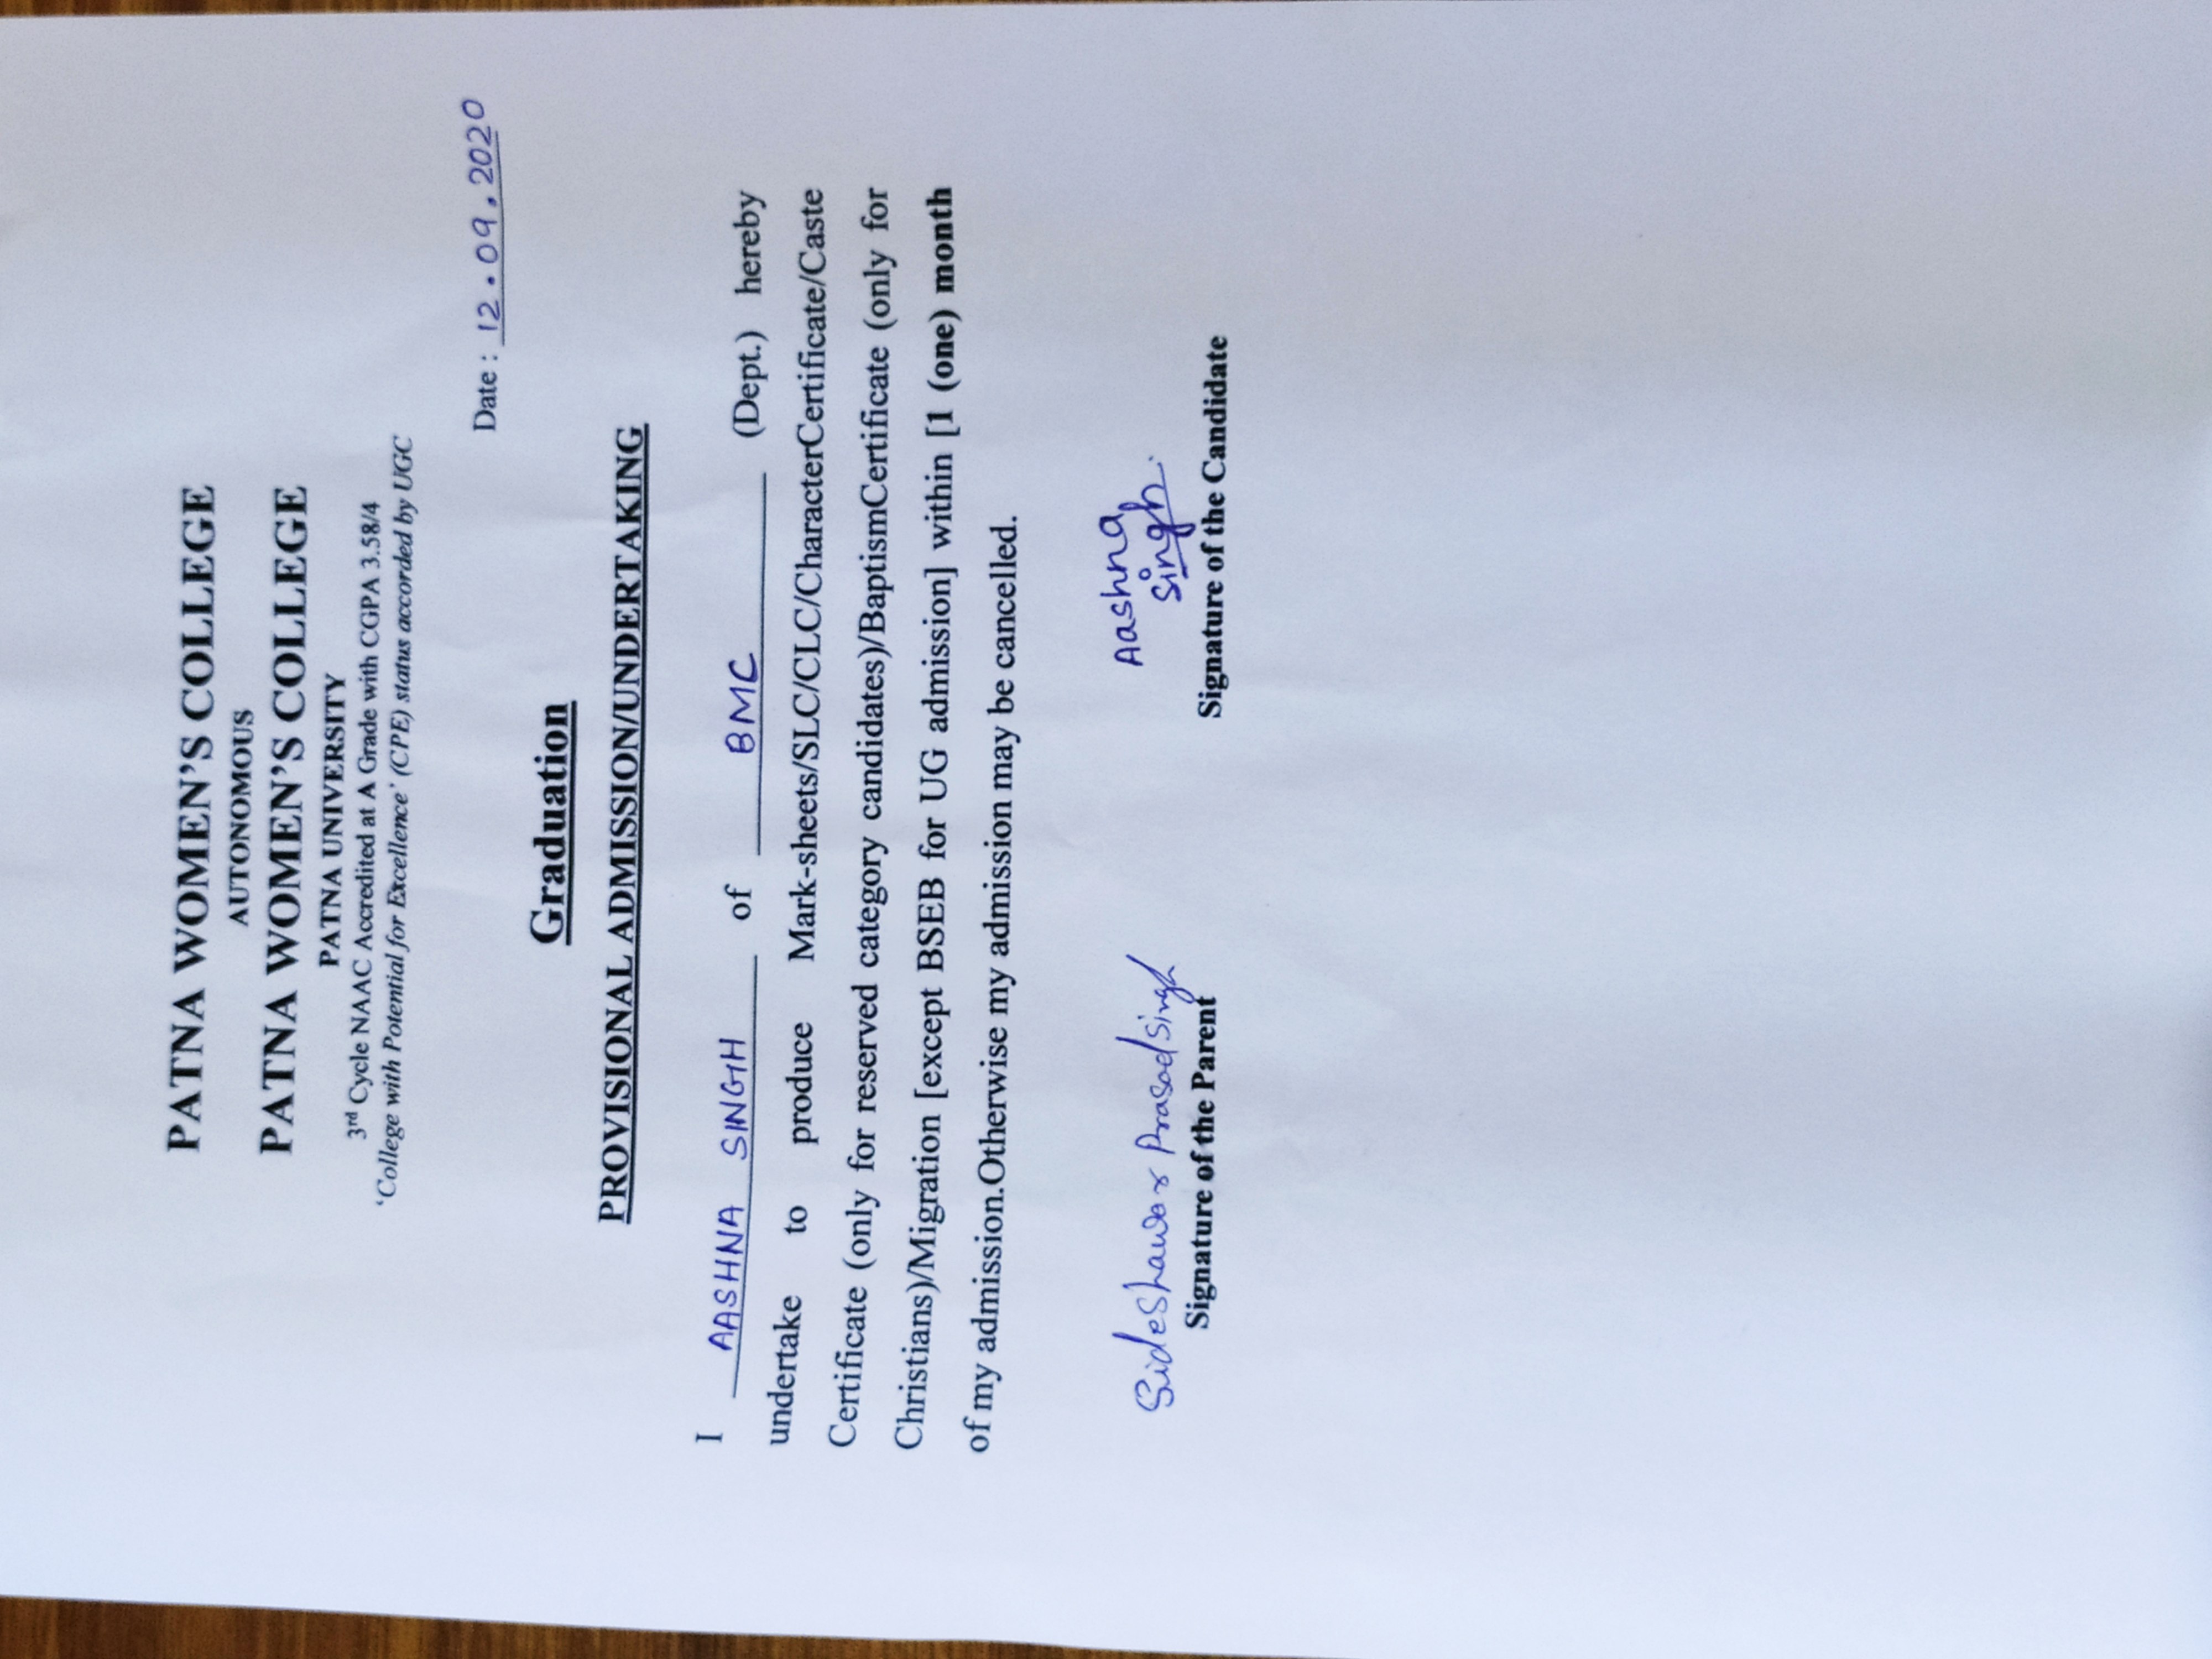 PATNA WOMEN'S COLLEGE
AUTONOMOUS
PATNA WOMEN'S COLLEGE
PATNA UNIVERSITY
3rd Cycle NAAC Accredited at A Grade with CGPA 3.58/4
'College with Potential for Excellence' (CPE) status accorded by UGC
Date : 12.09.2020
Graduation
PROVISIONAL ADMISSION/UNDERTAKING
I AASHNA SINGH of BMC (Dept.) hereby
undertake to produce Mark-sheets/SLC/CLC/CharacterCertificate/Caste
Certificate (only for reserved category candidates)/BaptismCertificate (only for
Christians)/Migration [except BSEB for UG admission] within [1 (one) month
of my admission.Otherwise my admission may be cancelled.
Sideshawar Prasad Singh
Aashna
Singh.
Signature of the Parent
Signature of the Candidate